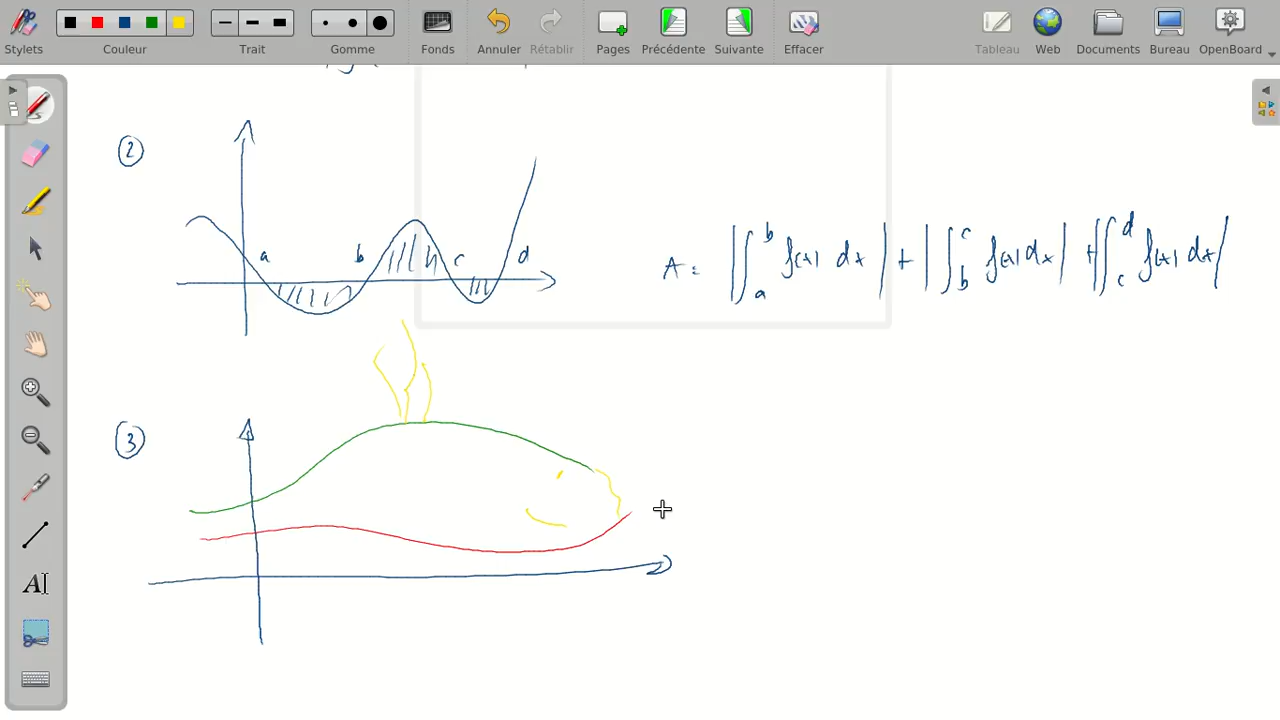 Stylets Couleur Trait Gomme Fonds Annuler Rétablir Pages Précédente Suivante Effacer Tableau Web Documents Bureau OpenBoard
②
a b c d
A = |∫_a^b f(x) dx| + |∫_b^c f(x) dx| + |∫_c^d f(x) dx|
③
A